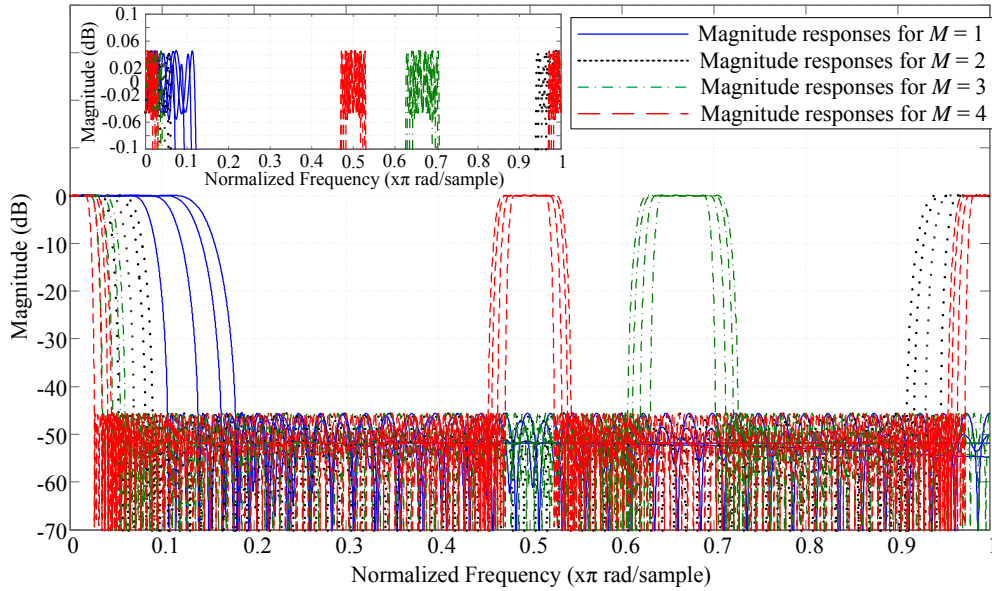 0.1
0.06
0.02
-0.02
-0.06
-0.1
Magnitude (dB)
0 0.1 0.2 0.3 0.4 0.5 0.6 0.7 0.8 0.9 1
Normalized Frequency (xπ rad/sample)
Magnitude responses for M = 1
Magnitude responses for M = 2
Magnitude responses for M = 3
Magnitude responses for M = 4
0
-10
-20
-30
-40
-50
-60
-70
Magnitude (dB)
0 0.1 0.2 0.3 0.4 0.5 0.6 0.7 0.8 0.9 1
Normalized Frequency (xπ rad/sample)